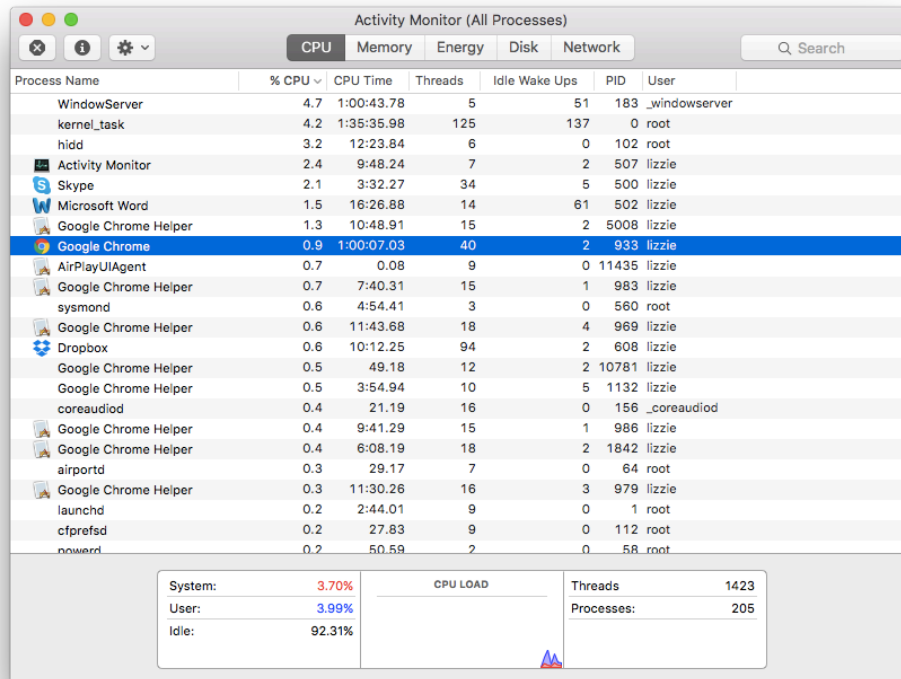 Activity Monitor (All Processes)
CPU Memory Energy Disk Network Search
Process Name % CPU CPU Time Threads Idle Wake Ups PID User
WindowServer 4.7 1:00:43.78 5 51 183 _windowserver
kernel_task 4.2 1:35:35.98 125 137 0 root
hidd 3.2 12:23.84 6 0 102 root
Activity Monitor 2.4 9:48.24 7 2 507 lizzie
Skype 2.1 3:32.27 34 5 500 lizzie
Microsoft Word 1.5 16:26.88 14 61 502 lizzie
Google Chrome Helper 1.3 10:48.91 15 2 5008 lizzie
Google Chrome 0.9 1:00:07.03 40 2 933 lizzie
AirPlayUIAgent 0.7 0.08 9 0 11435 lizzie
Google Chrome Helper 0.7 7:40.31 15 1 983 lizzie
sysmond 0.6 4:54.41 3 0 560 root
Google Chrome Helper 0.6 11:43.68 18 4 969 lizzie
Dropbox 0.6 10:12.25 94 2 608 lizzie
Google Chrome Helper 0.5 49.18 12 2 10781 lizzie
Google Chrome Helper 0.5 3:54.94 10 5 1132 lizzie
coreaudiod 0.4 21.19 16 0 156 _coreaudiod
Google Chrome Helper 0.4 9:41.29 15 1 986 lizzie
Google Chrome Helper 0.4 6:08.19 18 2 1842 lizzie
airportd 0.3 29.17 7 0 64 root
Google Chrome Helper 0.3 11:30.26 16 3 979 lizzie
launchd 0.2 2:44.01 9 0 1 root
cfprefsd 0.2 27.83 9 0 112 root
powerd 0.2 50.59 2 0 58 root
System: 3.70% CPU LOAD Threads 1423
User: 3.99% Processes: 205
Idle: 92.31%